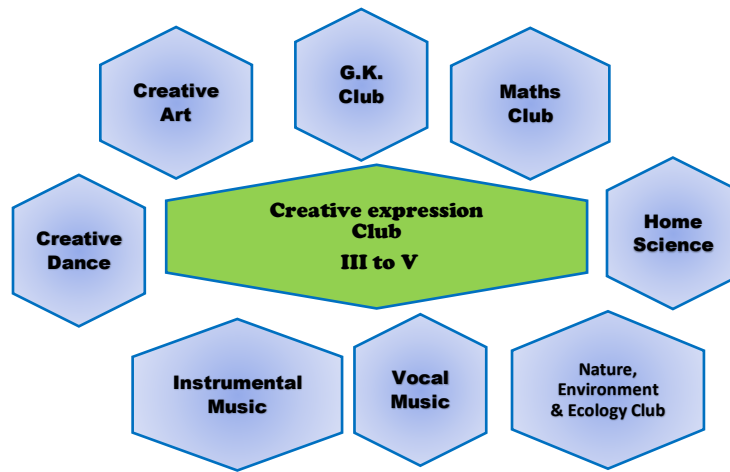 Creative
Art
G.K.
Club
Maths
Club
Creative expression
Club
III to V
Creative
Dance
Home
Science
Instrumental
Music
Vocal
Music
Nature,
Environment
& Ecology Club